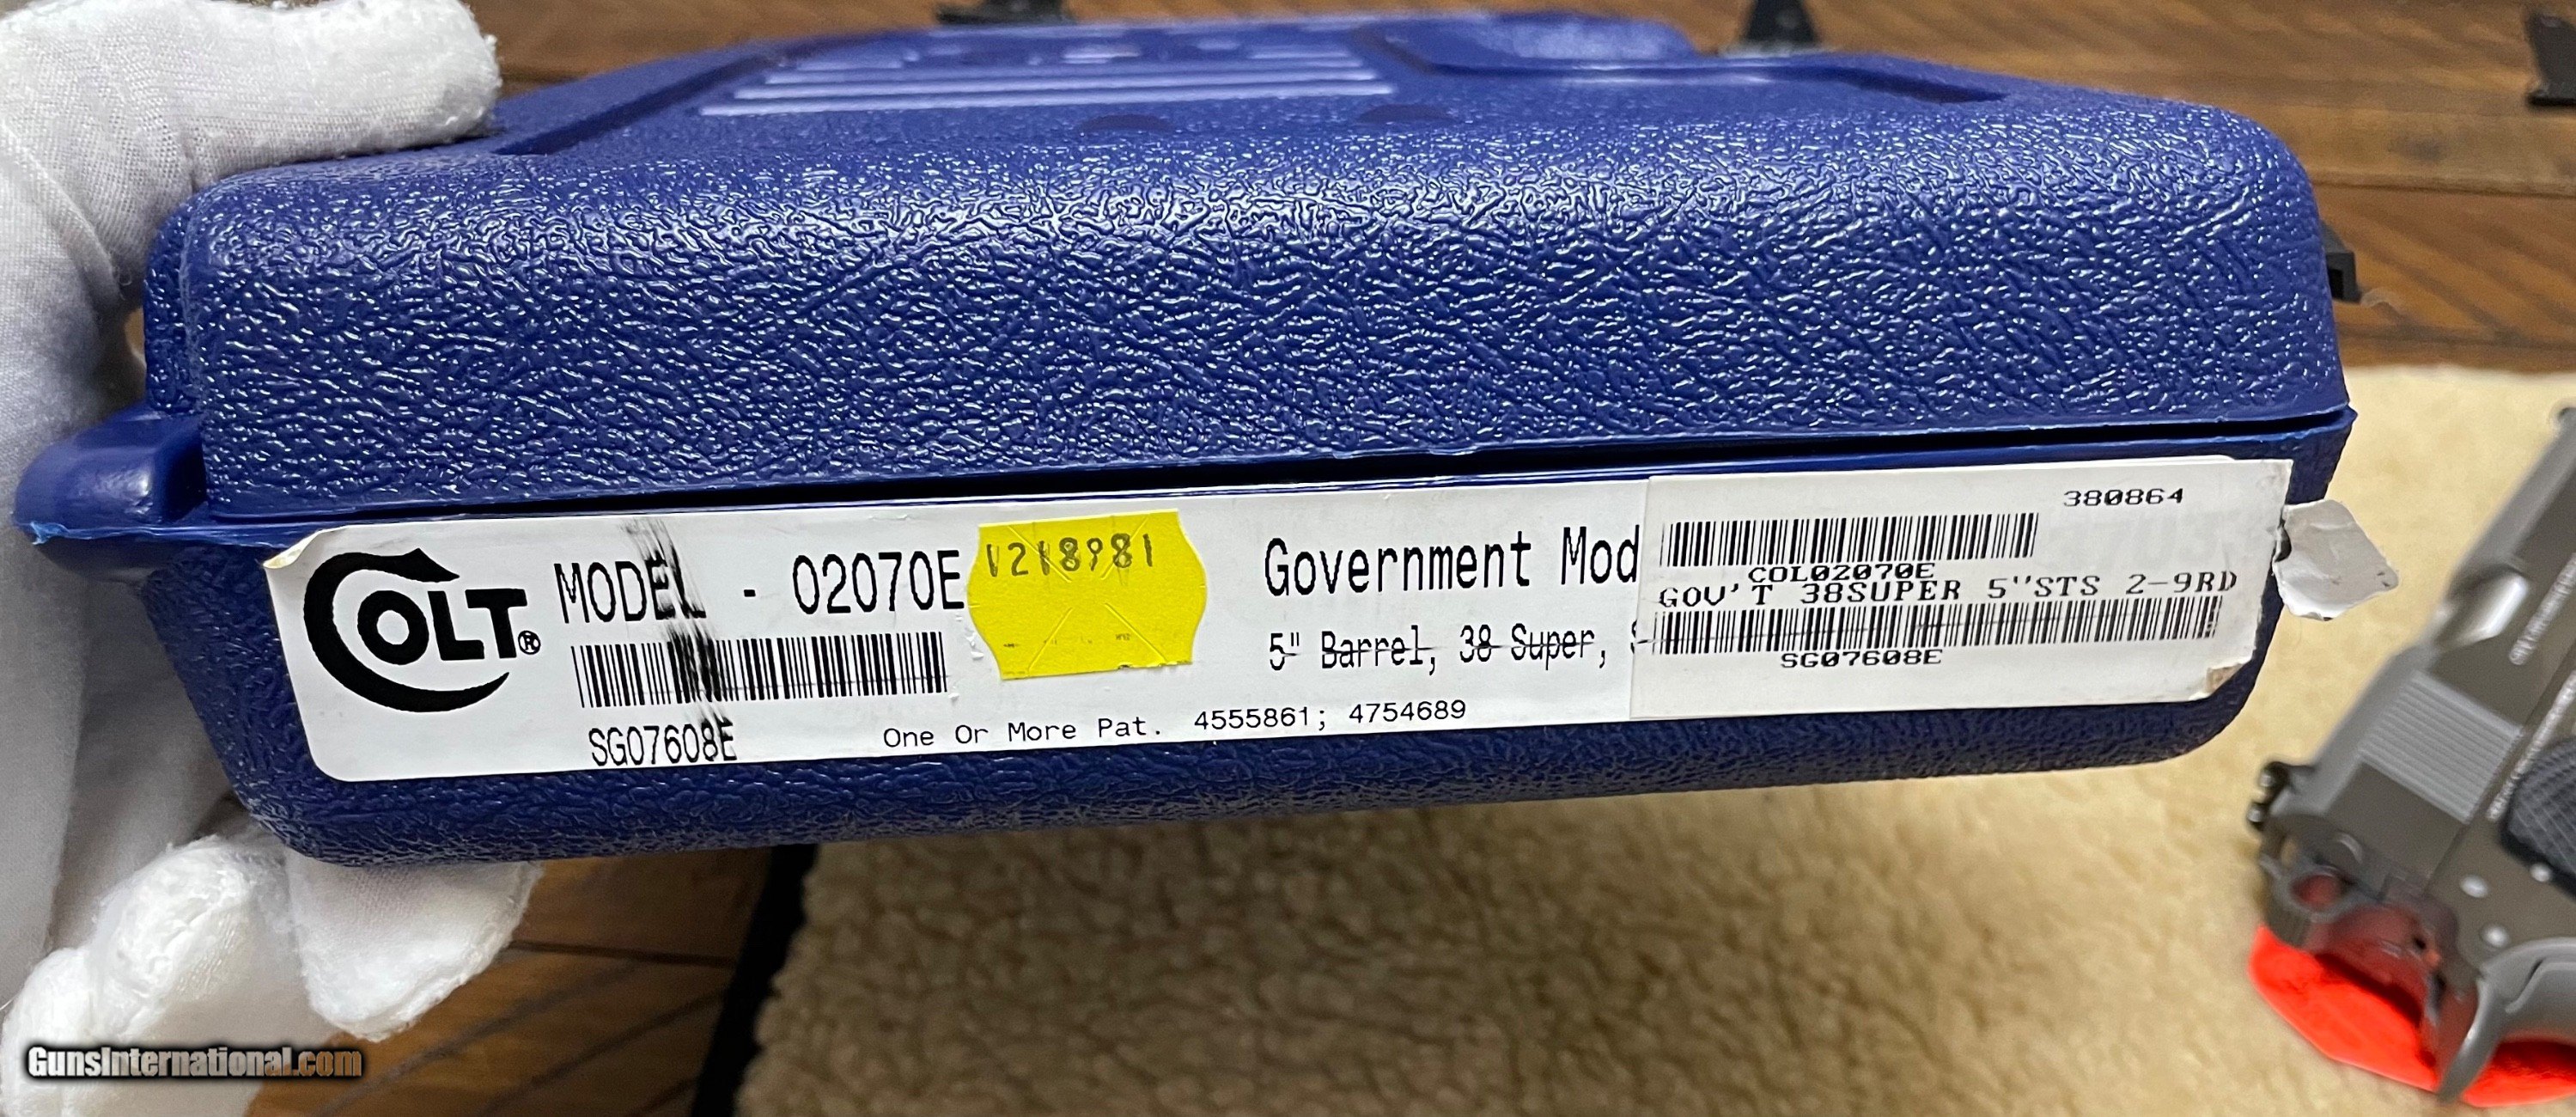 COLT®
MODEL - 02070E
SG07608E
1218981
Government Mod
5" Barrel, 38 Super,
One Or More Pat. 4555861; 4754689
380864
COL02070E
GOV'T 38SUPER 5"STS 2-9RD
SG07608E
GunsInternational.com